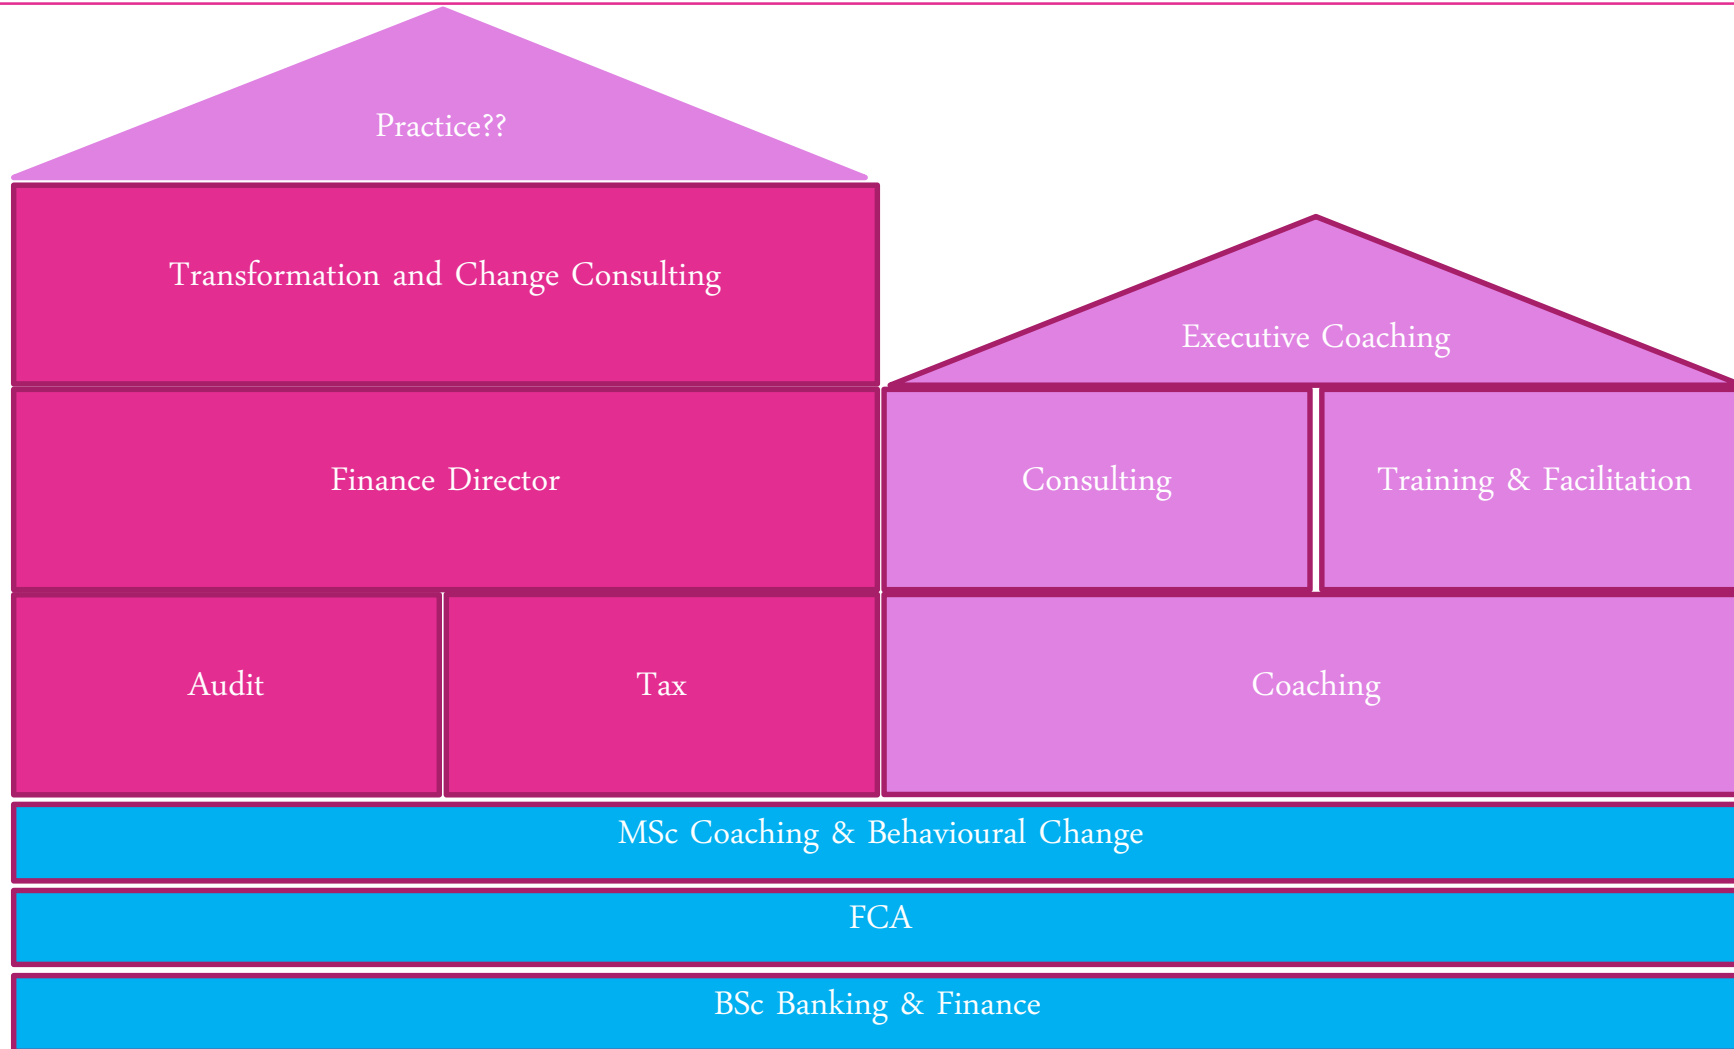 Practice??
Transformation and Change Consulting
Executive Coaching
Finance Director
Consulting
Training & Facilitation
Audit
Tax
Coaching
MSc Coaching & Behavioural Change
FCA
BSc Banking & Finance